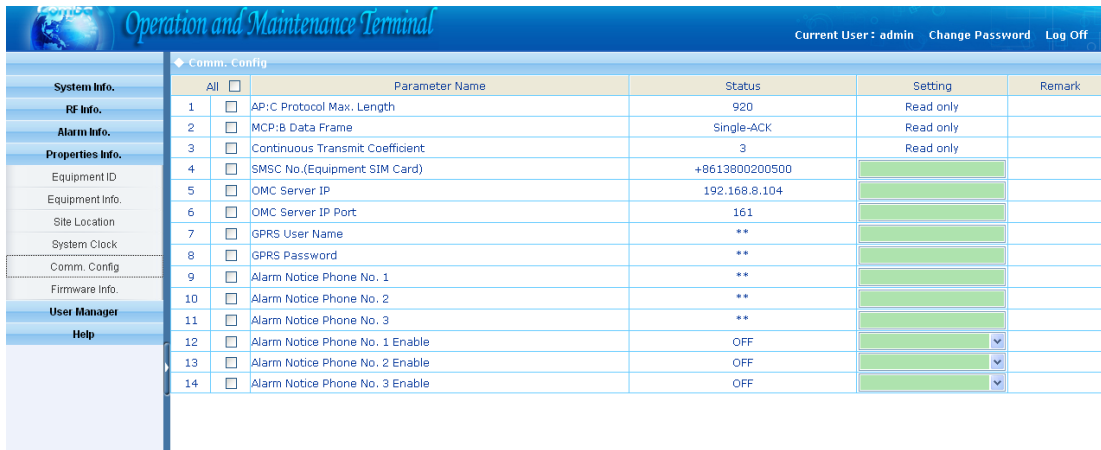 Comba
Operation and Maintenance Terminal
Current User: admin Change Password Log Off
Comm. Config
System Info.
RF Info.
Alarm Info.
Properties Info.
Equipment ID
Equipment Info.
Site Location
System Clock
Comm. Config
Firmware Info.
User Manager
Help
All Parameter Name Status Setting Remark
1 AP:C Protocol Max. Length 920 Read only
2 MCP:B Data Frame Single-ACK Read only
3 Continuous Transmit Coefficient 3 Read only
4 SMSC No.(Equipment SIM Card) +8613800200500
5 OMC Server IP 192.168.8.104
6 OMC Server IP Port 161
7 GPRS User Name **
8 GPRS Password **
9 Alarm Notice Phone No. 1 **
10 Alarm Notice Phone No. 2 **
11 Alarm Notice Phone No. 3 **
12 Alarm Notice Phone No. 1 Enable OFF
13 Alarm Notice Phone No. 2 Enable OFF
14 Alarm Notice Phone No. 3 Enable OFF